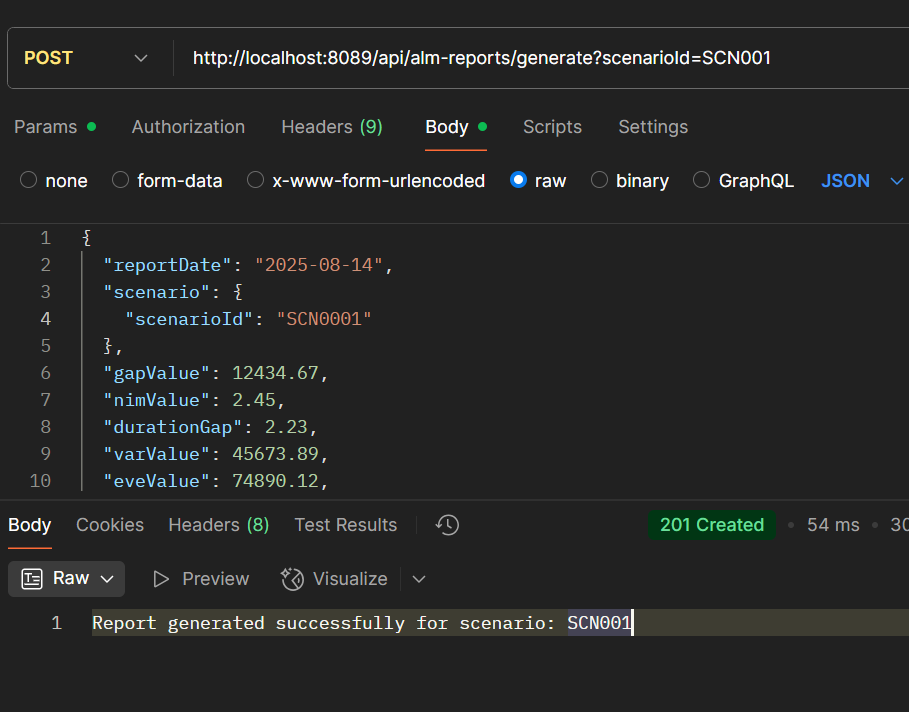 POST http://localhost:8089/api/alm-reports/generate?scenarioId=SCN001
Params Authorization Headers (9) Body Scripts Settings
none form-data x-www-form-urlencoded raw binary GraphQL JSON
1 {
2 "reportDate": "2025-08-14",
3 "scenario": {
4 "scenarioId": "SCN0001"
5 },
6 "gapValue": 12434.67,
7 "nimValue": 2.45,
8 "durationGap": 2.23,
9 "varValue": 45673.89,
10 "eveValue": 74890.12,
Body Cookies Headers (8) Test Results 201 Created 54 ms 30
Raw Preview Visualize
1 Report generated successfully for scenario: SCN001